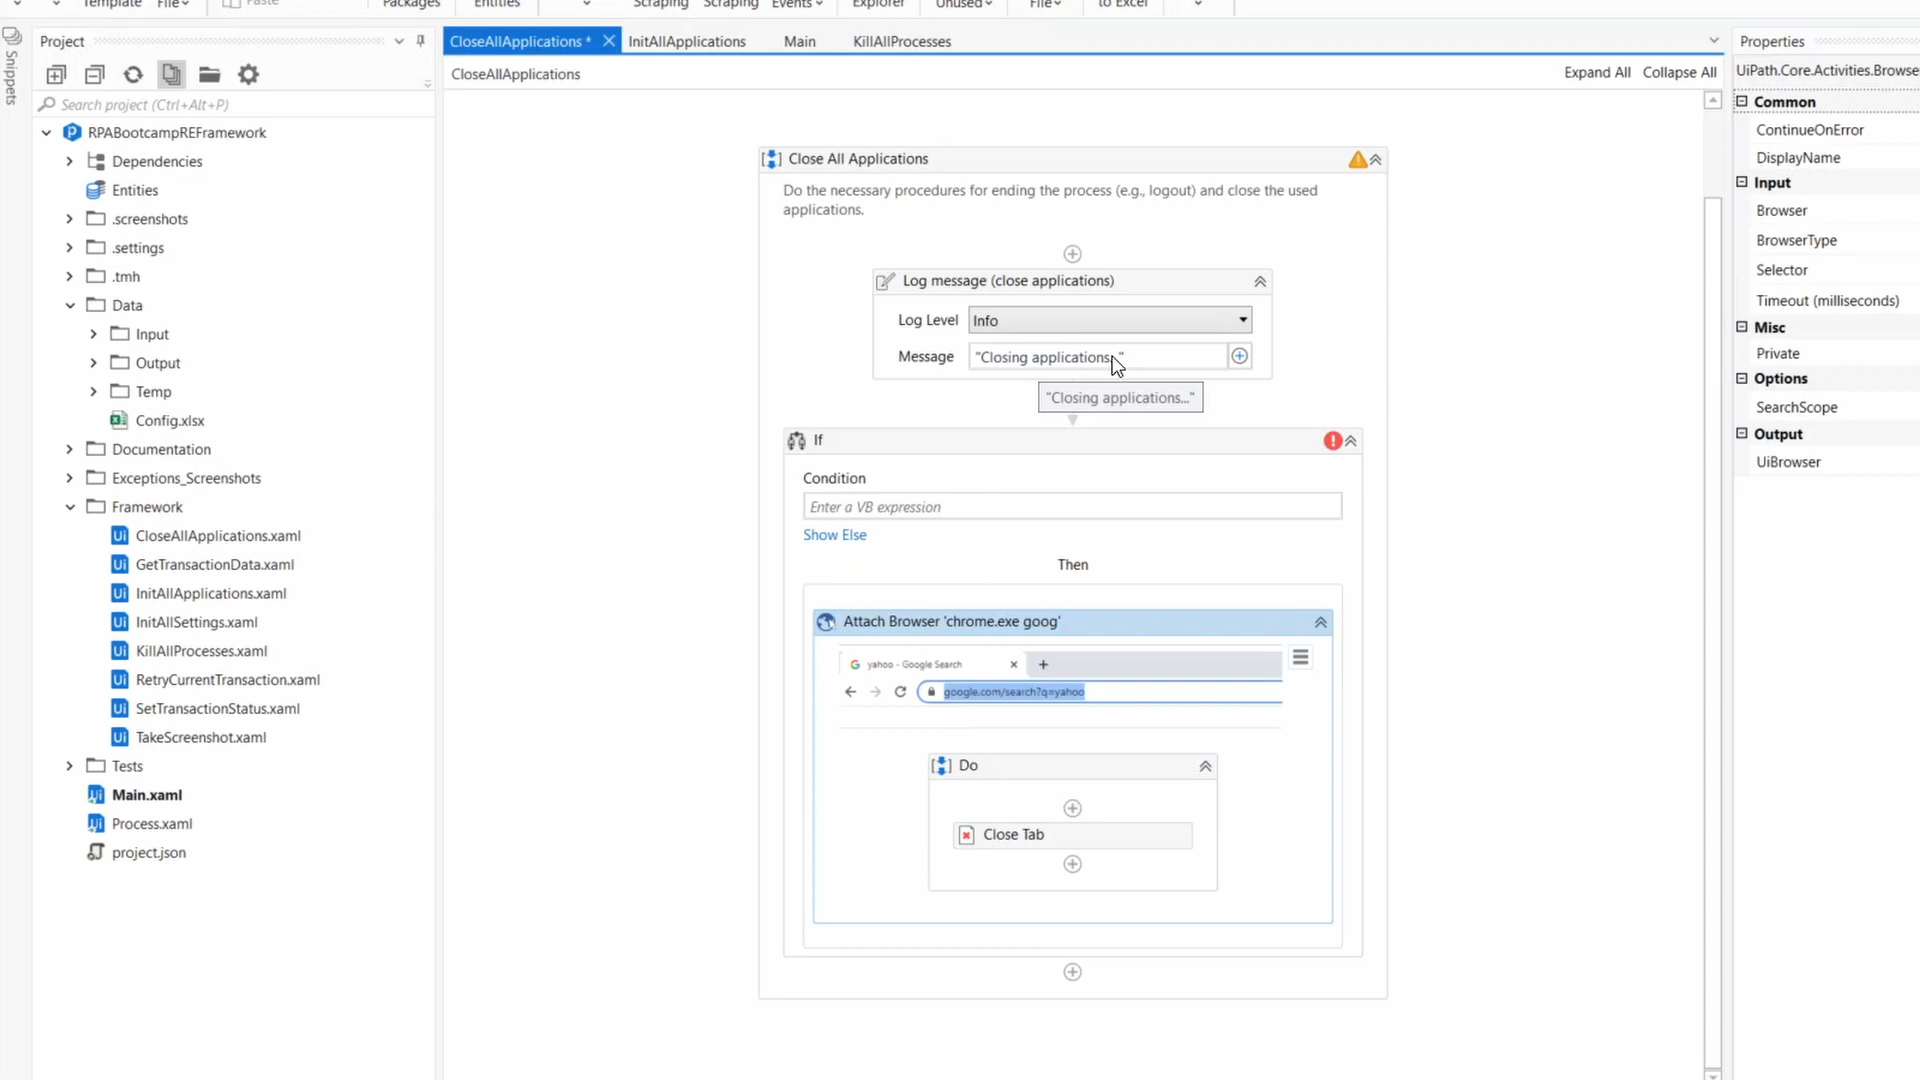 Template
File
Paste
Packages
Entities
Scraping
Scraping
Events
Explorer
Unused
File
to Excel
Snippets
Project
Search project (Ctrl+Alt+P)
RPABootcampREFramework
Dependencies
Entities
.screenshots
.settings
.tmh
Data
Input
Output
Temp
Config.xlsx
Documentation
Exceptions_Screenshots
Framework
CloseAllApplications.xaml
GetTransactionData.xaml
InitAllApplications.xaml
InitAllSettings.xaml
KillAllProcesses.xaml
RetryCurrentTransaction.xaml
SetTransactionStatus.xaml
TakeScreenshot.xaml
Tests
Main.xaml
Process.xaml
project.json
CloseAllApplications *
InitAllApplications
Main
KillAllProcesses
CloseAllApplications
Expand All
Collapse All
Close All Applications
Do the necessary procedures for ending the process (e.g., logout) and close the used
applications.
Log message (close applications)
Log Level
Info
Message
"Closing applications..."
"Closing applications..."
If
Condition
Enter a VB expression
Show Else
Then
Attach Browser 'chrome.exe goog'
yahoo - Google Search
google.com/search?q=yahoo
Do
Close Tab
Properties
UiPath.Core.Activities.Browse
Common
ContinueOnError
DisplayName
Input
Browser
BrowserType
Selector
Timeout (milliseconds)
Misc
Private
Options
SearchScope
Output
UiBrowser